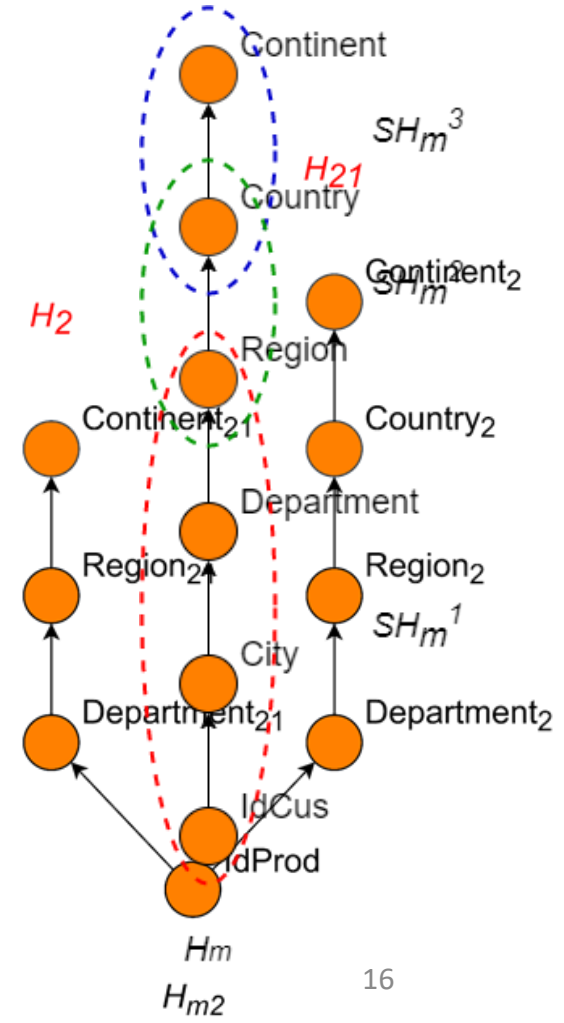 Continent
SHm3
H21
Country
Continent2
SHm2
H2
Region
Continent21
Country2
Department
Region21
Region2
SHm1
City
Department21
Department2
IdCus
IdProd
Hm
16
Hm2